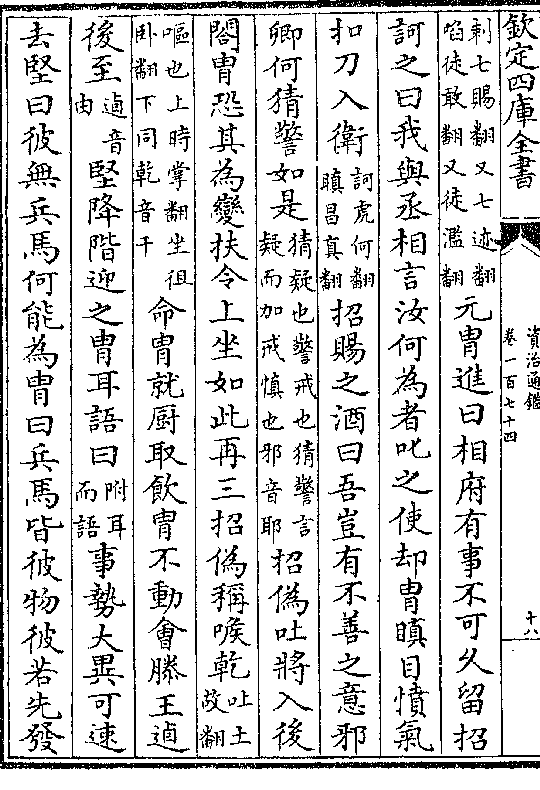 欽定四庫全書
資治通鑑
卷一百七十四
十八
刺七賜翻又七迹翻
㗖徒敢翻又徒濫翻
元胄進曰相府有事不可久留招
訶之曰我與丞相言汝何為者叱之使却胄瞋目憤氣
扣刀入衛
訶虎何翻
瞋昌真翻
招賜之酒曰吾豈有不善之意邪
卿何猜警如是
猜疑也警戒也猜警言
疑而加戒慎也邪音耶
招偽吐將入後
閤胄恐其為變扶令上坐如此再三招偽稱喉乾
吐土
故翻
嘔也上時掌翻坐徂
卧翻下同乾音干
命胄就厨取飲胄不動會滕王逌
後至
逌音
由
堅降階迎之胄耳語曰
附耳
而語
事勢大異可速
去堅曰彼無兵馬何能為胄曰兵馬皆彼物彼若先發